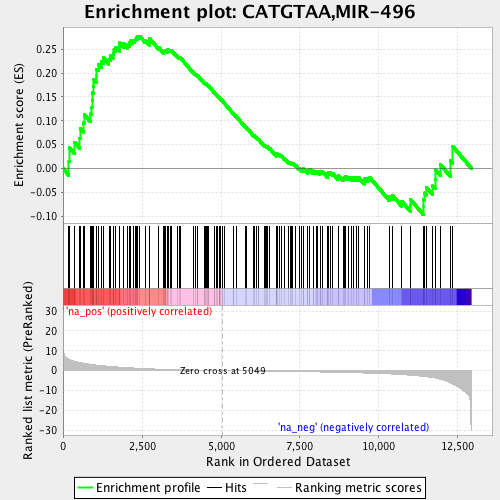 Enrichment plot: CATGTAA,MIR-496
Enrichment score (ES)
0.25
0.20
0.15
0.10
0.05
0.00
-0.05
-0.10
'na_pos' (positively correlated)
Ranked list metric (PreRanked)
30
20
10
0
-10
-20
-30
Zero cross at 5049
'na_neg' (negatively correlated)
0
2,500
5,000
7,500
10,000
12,500
Rank in Ordered Dataset
Enrichment profile
Hits
Ranking metric scores